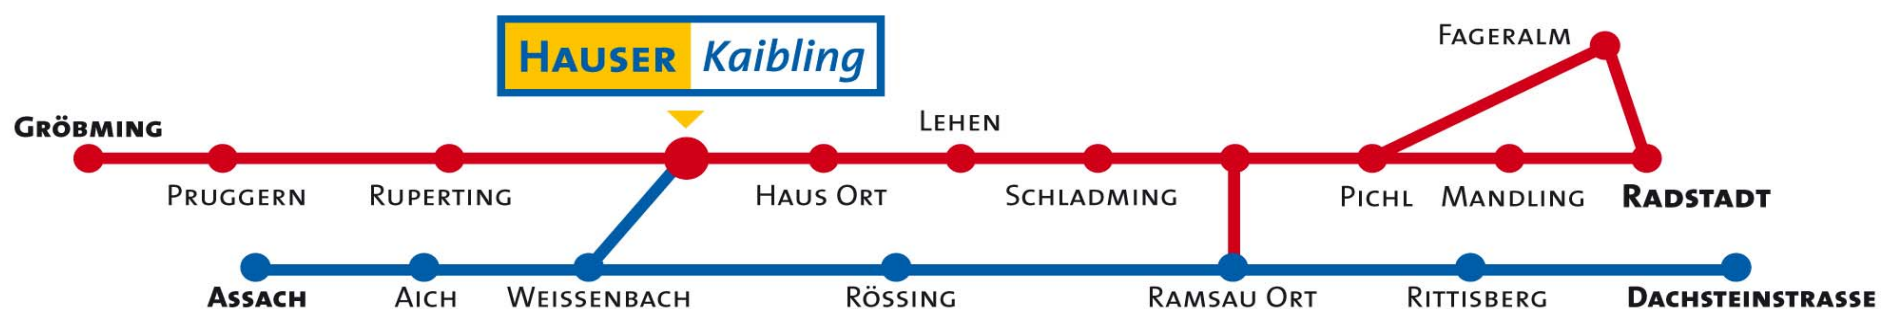 HAUSER Kaibling
FAGERALM
GRÖBMING
LEHEN
PRUGGERN RUPERTING HAUS ORT SCHLADMING PICHL MANDLING RADSTADT
ASSACH AICH WEISSENBACH RÖSSING RAMSAU ORT RITTISBERG DACHSTEINSTRASSE